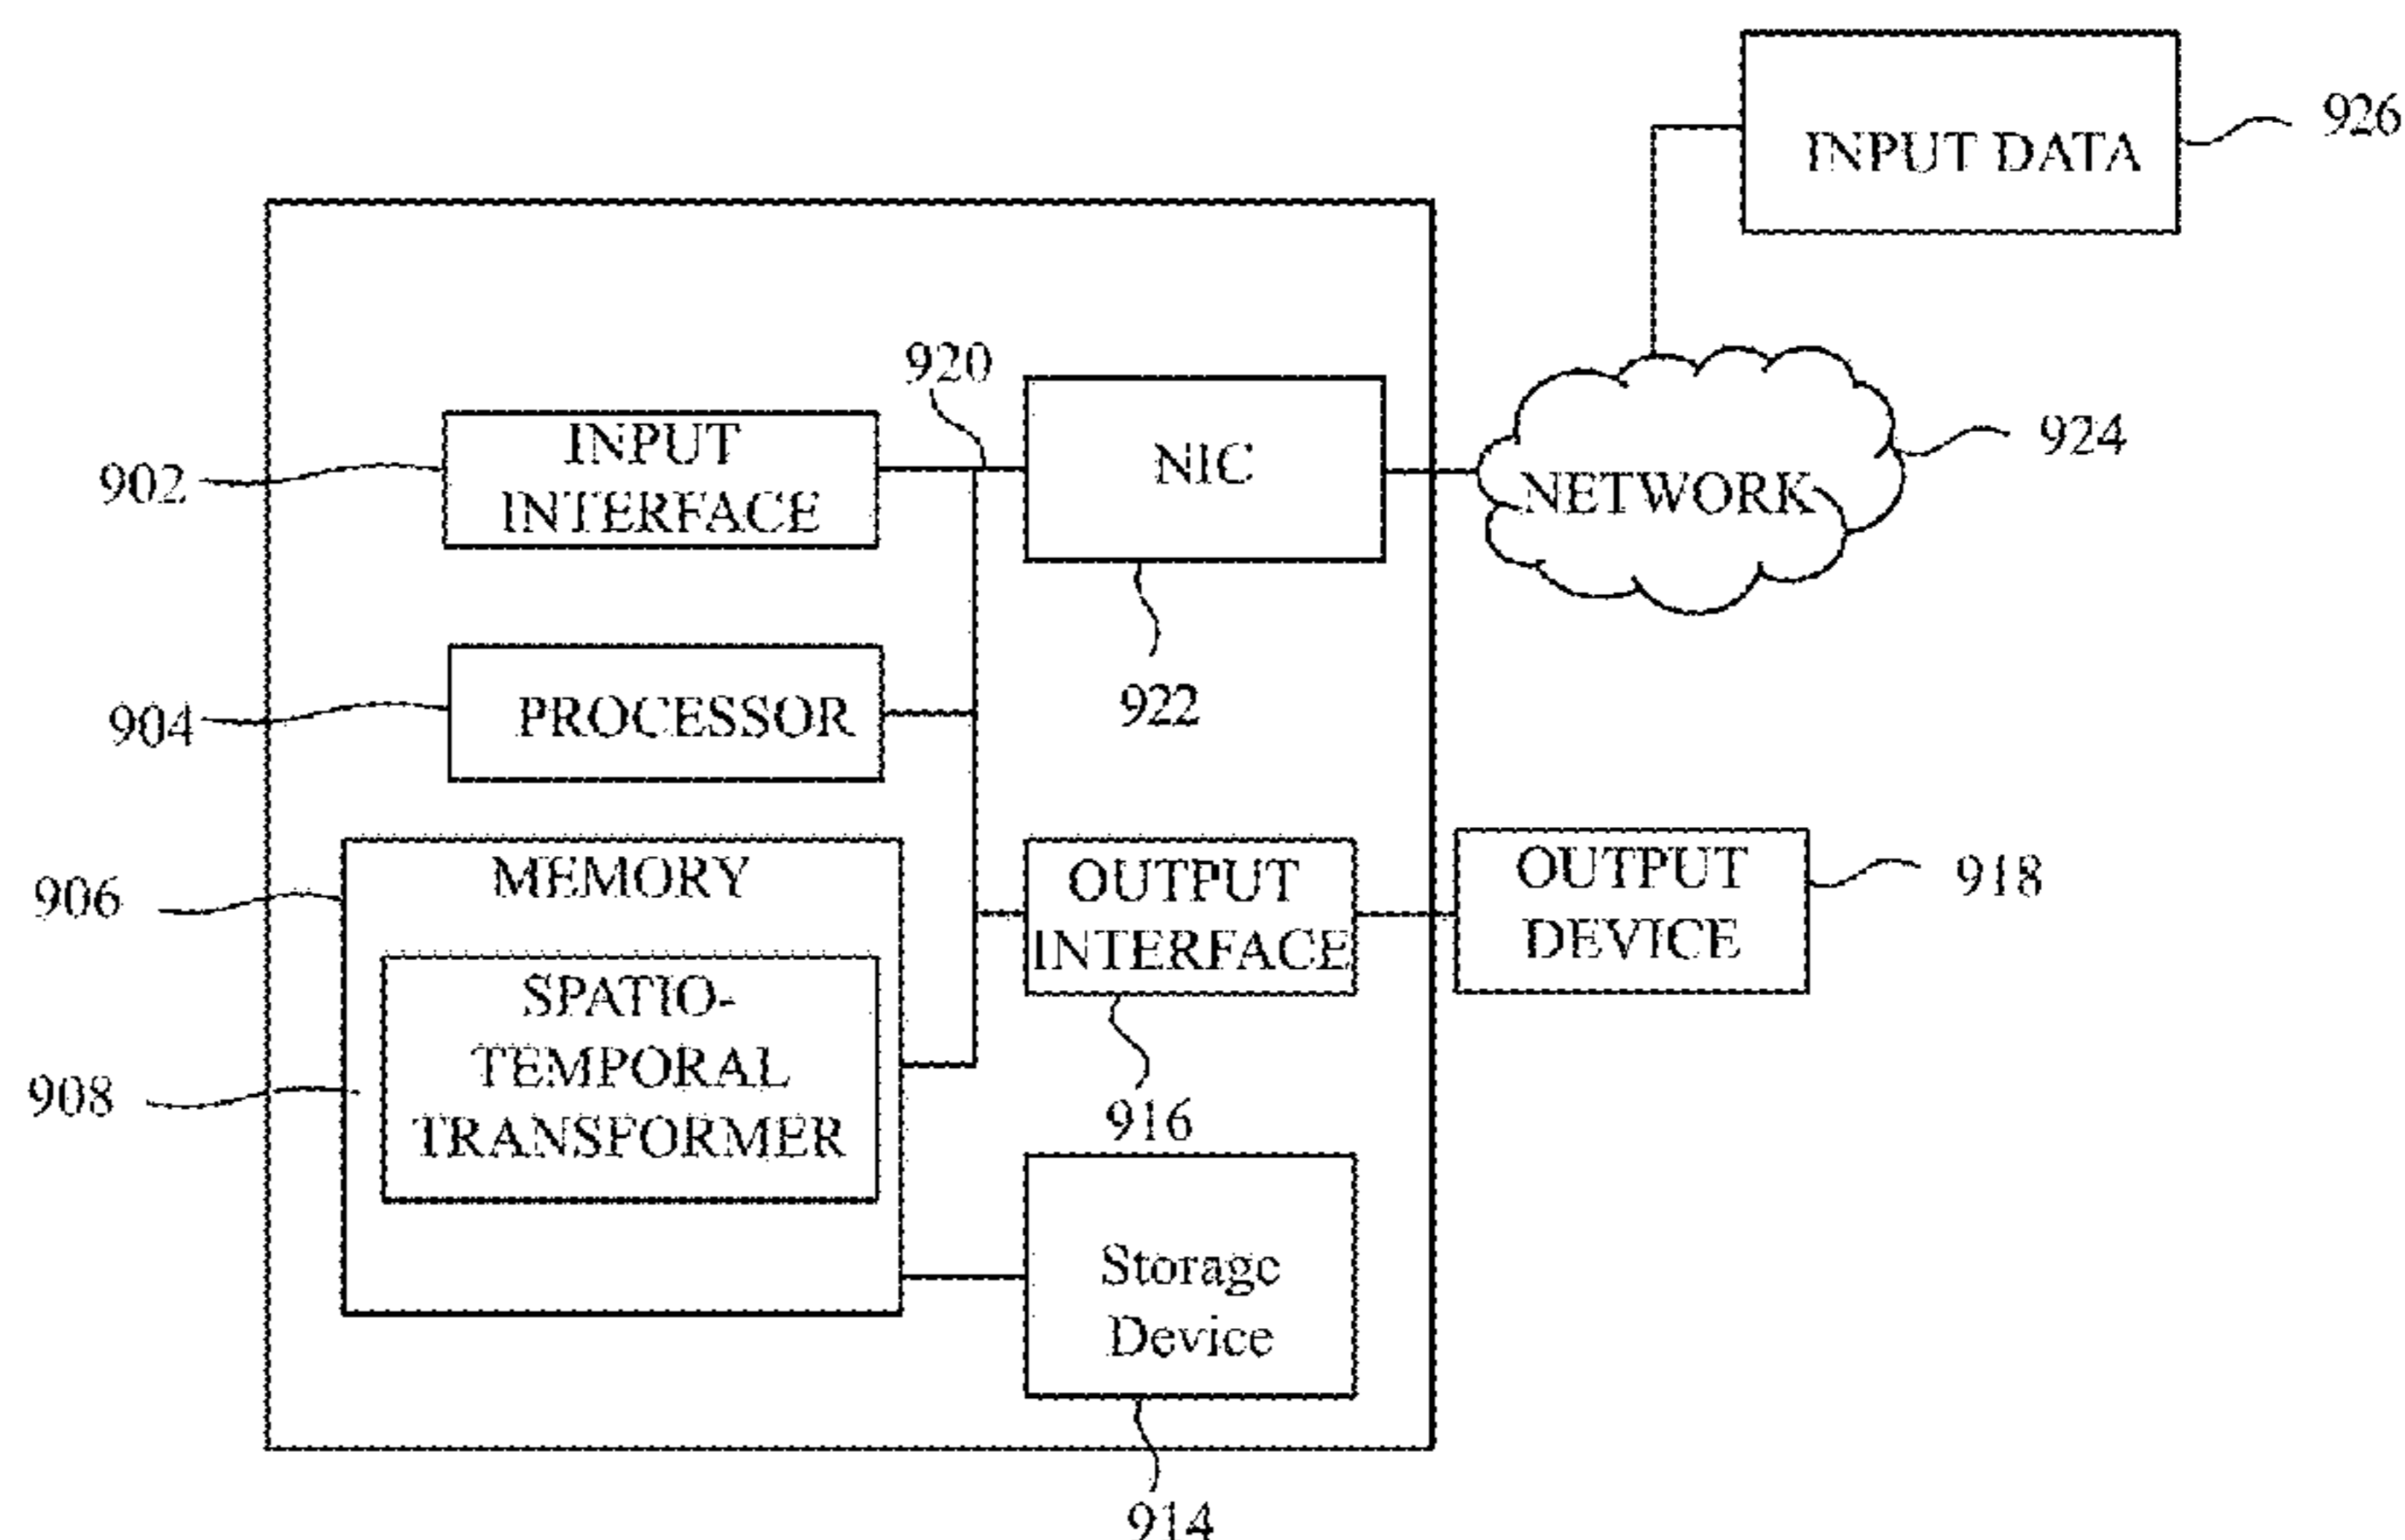 INPUT DATA
926
920
INPUT
INTERFACE
902
NIC
NETWORK
924
922
PROCESSOR
904
MEMORY
906
SPATIO-
TEMPORAL
TRANSFORMER
908
OUTPUT
INTERFACE
916
OUTPUT
DEVICE
918
Storage
Device
914